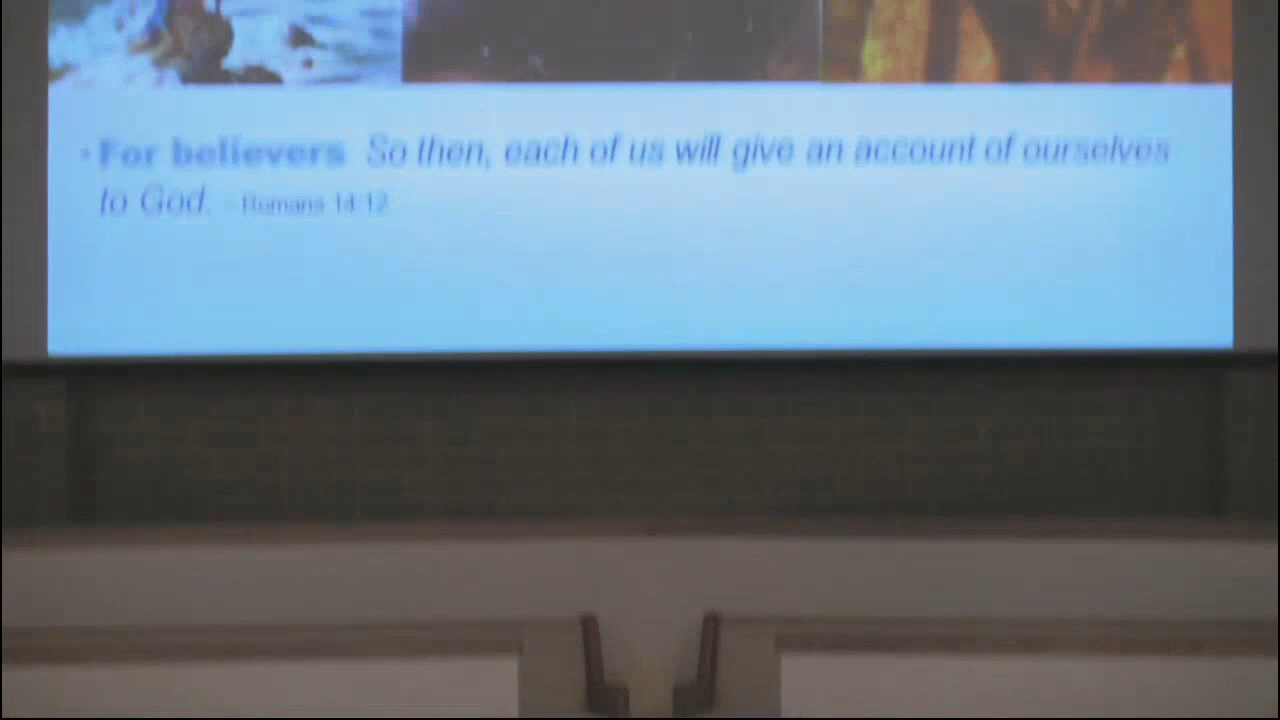 · For believers So then, each of us will give an account of ourselves
to God. - Romans 14:12